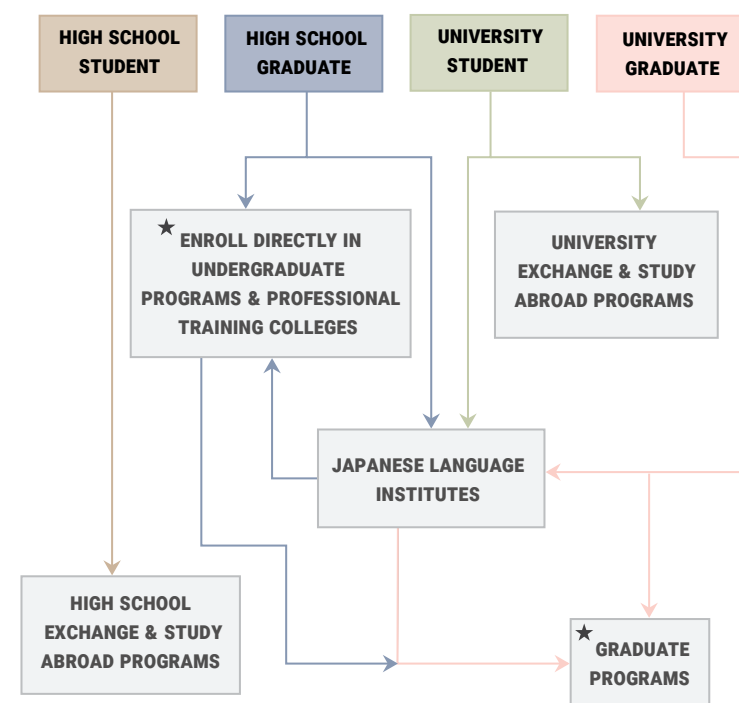 HIGH SCHOOL
STUDENT
HIGH SCHOOL
GRADUATE
UNIVERSITY
STUDENT
UNIVERSITY
GRADUATE
★ ENROLL DIRECTLY IN
UNDERGRADUATE
PROGRAMS & PROFESSIONAL
TRAINING COLLEGES
UNIVERSITY
EXCHANGE & STUDY
ABROAD PROGRAMS
JAPANESE LANGUAGE
INSTITUTES
HIGH SCHOOL
EXCHANGE & STUDY
ABROAD PROGRAMS
★ GRADUATE
PROGRAMS